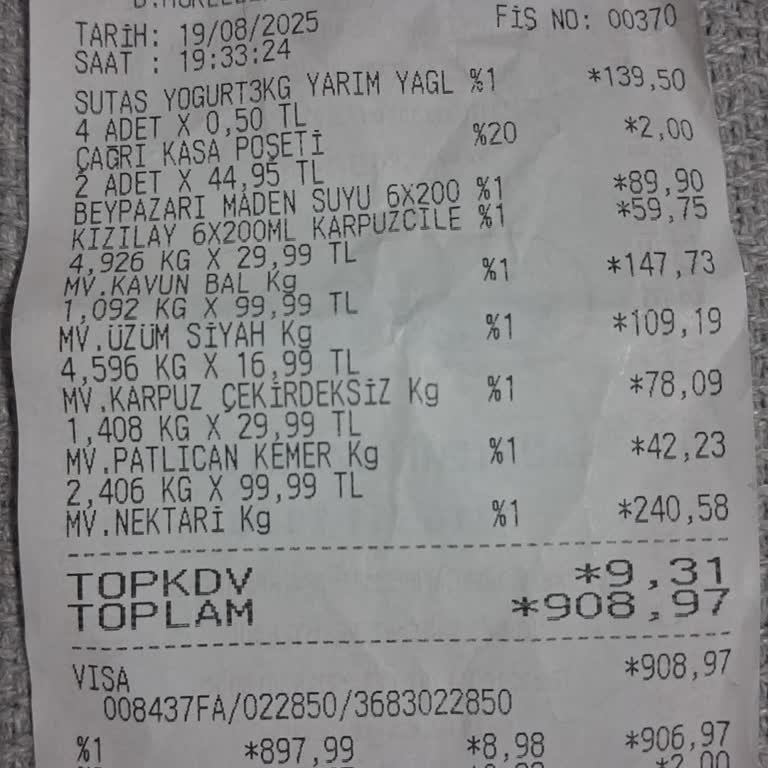 TARİH: 19/08/2025 FİŞ NO: 00370
SAAT : 19:33:24
SUTAS YOGURT3KG YARIM YAGL %1 *139,50
4 ADET X 0,50 TL
ÇAĞRI KASA POŞETİ %20 *2,00
2 ADET X 44,95 TL
BEYPAZARI MADEN SUYU 6X200 %1 *89,90
KIZILAY 6X200ML KARPUZCİLE %1 *59,75
4,926 KG X 29,99 TL
MV.KAVUN BAL Kg %1 *147,73
1,092 KG X 99,99 TL
MV.ÜZÜM SİYAH Kg %1 *109,19
4,596 KG X 16,99 TL
MV.KARPUZ ÇEKİRDEKSİZ Kg %1 *78,09
1,408 KG X 29,99 TL
MV.PATLICAN KEMER Kg %1 *42,23
2,406 KG X 99,99 TL
MV.NEKTARİ Kg %1 *240,58
TOPKDV *9,31
TOPLAM *908,97
VISA *908,97
008437FA/022850/3683022850
%1 *897,99 *8,98 *906,97
*2,00